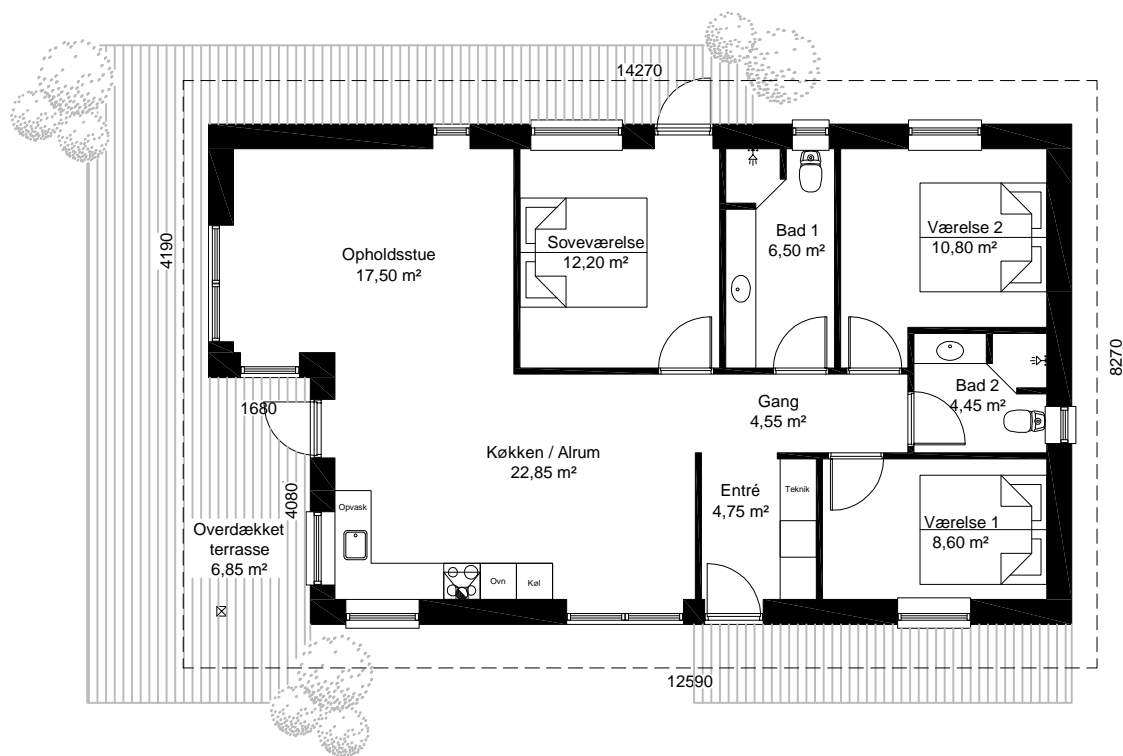 14270
4190
Opholdsstue
17,50 m²
Soveværelse
12,20 m²
Bad 1
6,50 m²
Værelse 2
10,80 m²
8270
1680
Gang
4,55 m²
Bad 2
4,45 m²
Køkken / Alrum
22,85 m²
4080
Opvask
Overdækket
terrasse
6,85 m²
Ovn
Køl
Entré
4,75 m²
Teknik
Værelse 1
8,60 m²
12590